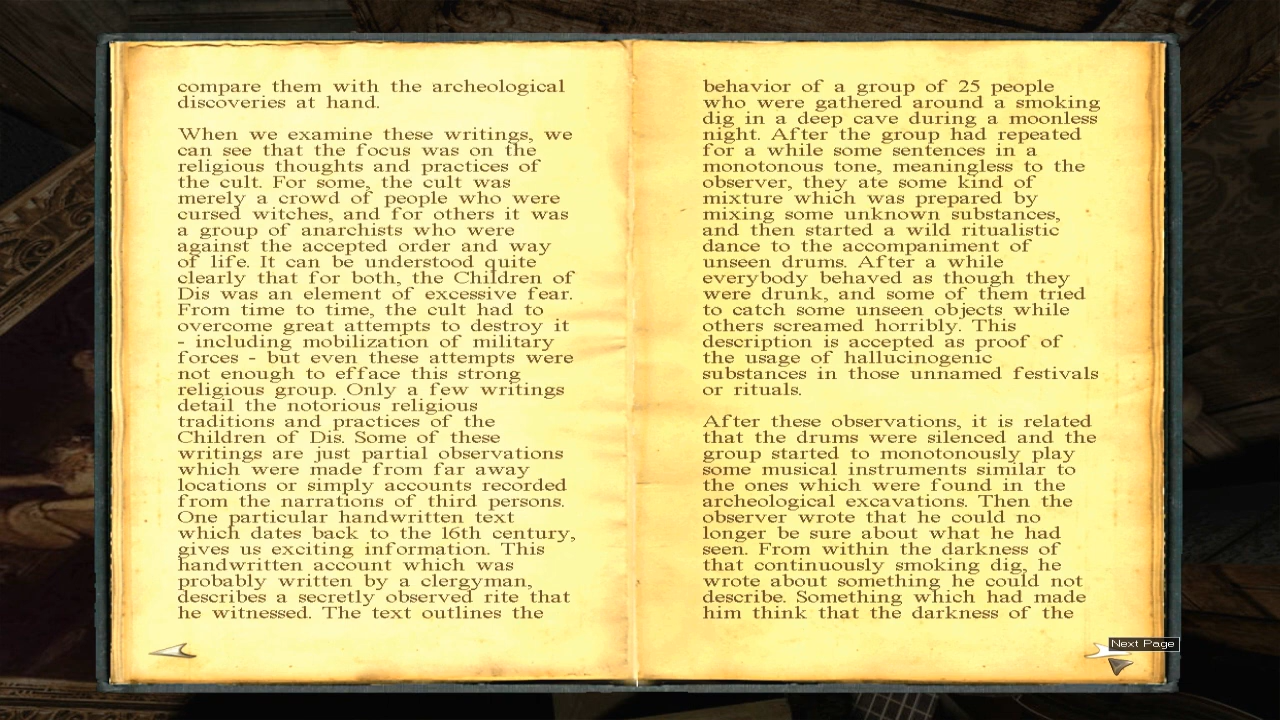 compare them with the archeological
discoveries at hand.
When we examine these writings, we
can see that the focus was on the
religious thoughts and practices of
the cult. For some, the cult was
merely a crowd of people who were
cursed witches, and for others it was
a group of anarchists who were
against the accepted order and way
of life. It can be understood quite
clearly that for both, the Children of
Dis was an element of excessive fear.
From time to time, the cult had to
overcome great attempts to destroy it
- including mobilization of military
forces - but even these attempts were
not enough to efface this strong
religious group. Only a few writings
detail the notorious religious
traditions and practices of the
Children of Dis. Some of these
writings are just partial observations
which were made from far away
locations or simply accounts recorded
from the narrations of third persons.
One particular handwritten text
which dates back to the 16th century,
gives us exciting information. This
handwritten account which was
probably written by a clergyman,
describes a secretly observed rite that
he witnessed. The text outlines the
behavior of a group of 25 people
who were gathered around a smoking
dig in a deep cave during a moonless
night. After the group had repeated
for a while some sentences in a
monotonous tone, meaningless to the
observer, they ate some kind of
mixture which was prepared by
mixing some unknown substances,
and then started a wild ritualistic
dance to the accompaniment of
unseen drums. After a while
everybody behaved as though they
were drunk, and some of them tried
to catch some unseen objects while
others screamed horribly. This
description is accepted as proof of
the usage of hallucinogenic
substances in those unnamed festivals
or rituals.
After these observations, it is related
that the drums were silenced and the
group started to monotonously play
some musical instruments similar to
the ones which were found in the
archeological excavations. Then the
observer wrote that he could no
longer be sure about what he had
seen. From within the darkness of
that continuously smoking dig, he
wrote about something he could not
describe. Something which had made
him think that the darkness of the
Next Page